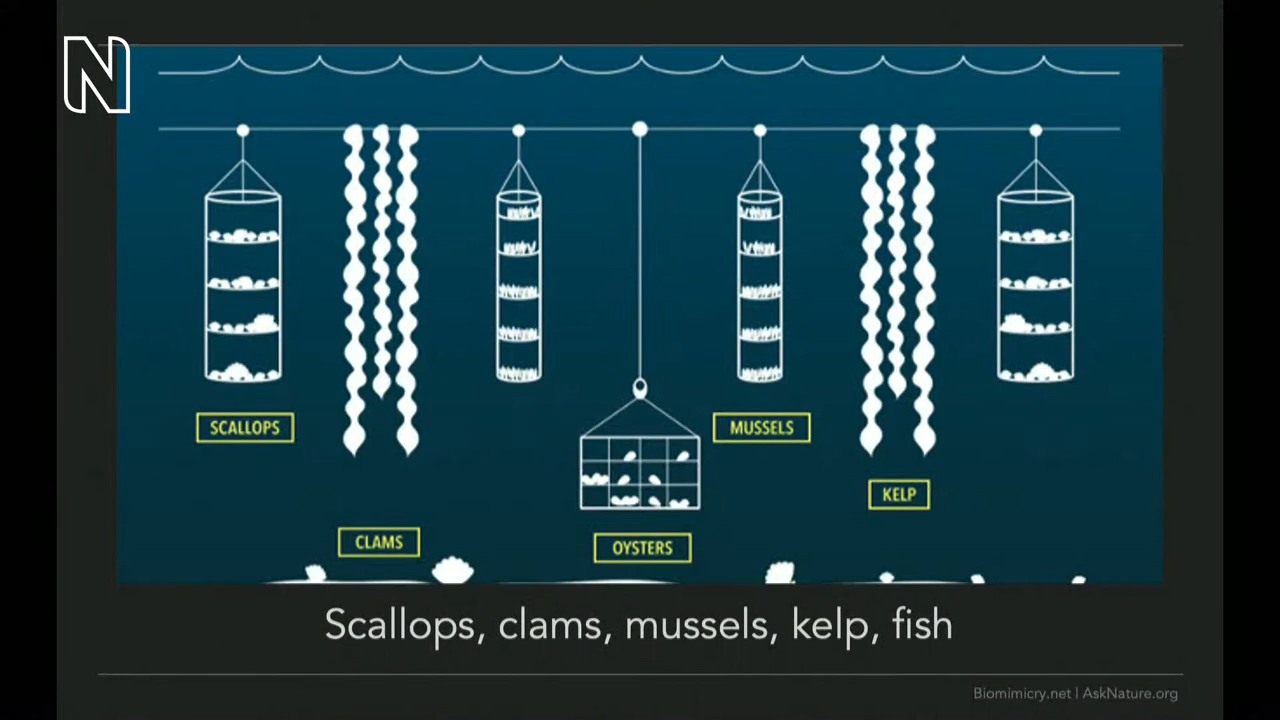 N
SCALLOPS
MUSSELS
KELP
CLAMS
OYSTERS
Scallops, clams, mussels, kelp, fish
Biomimicry.net | AskNature.org